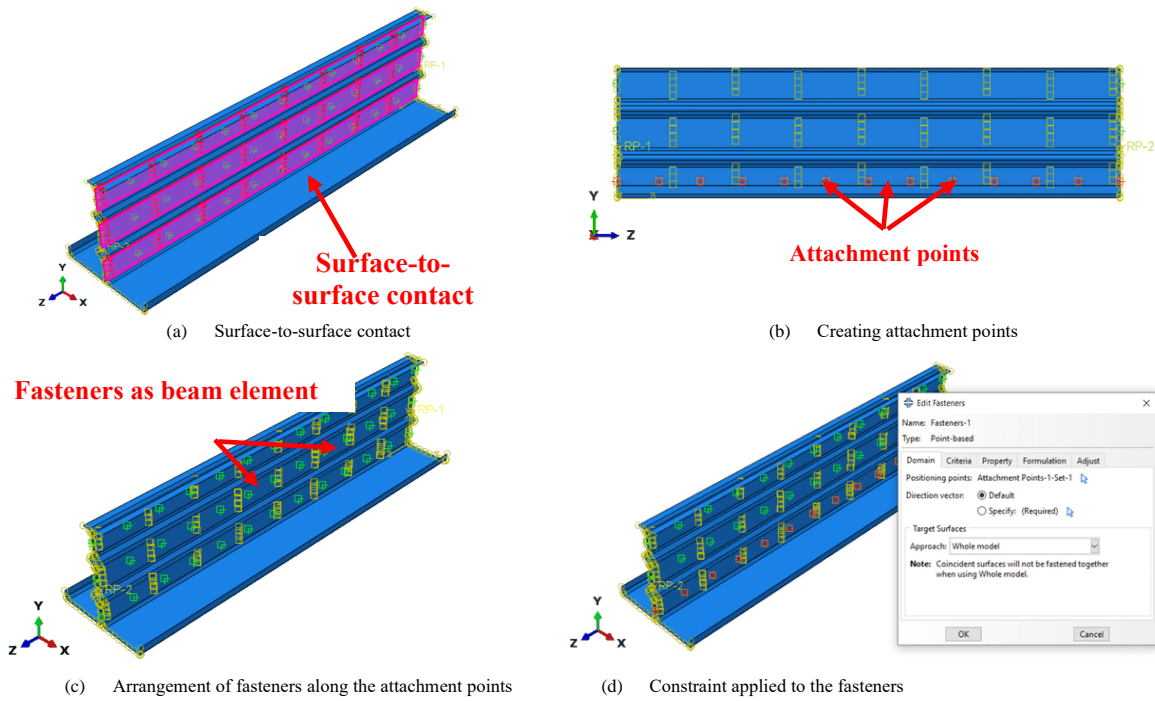 RP-1
RP-2
Y
Z
X
Surface-to-
surface contact
(a) Surface-to-surface contact
RP-1
RP-2
Y
X
Z
Attachment points
(b) Creating attachment points
Fasteners as beam element
RP-1
RP-2
Y
Z
X
(c) Arrangement of fasteners along the attachment points
RP-2
Y
Z
X
Edit Fasteners
Name: Fasteners-1
Type: Point-based
Domain Criteria Property Formulation Adjust
Positioning points: Attachment Points-1-Set-1
Direction vector: Default
Specify: (Required)
Target Surfaces
Approach: Whole model
Note: Coincident surfaces will not be fastened together
when using Whole model.
OK Cancel
(d) Constraint applied to the fasteners